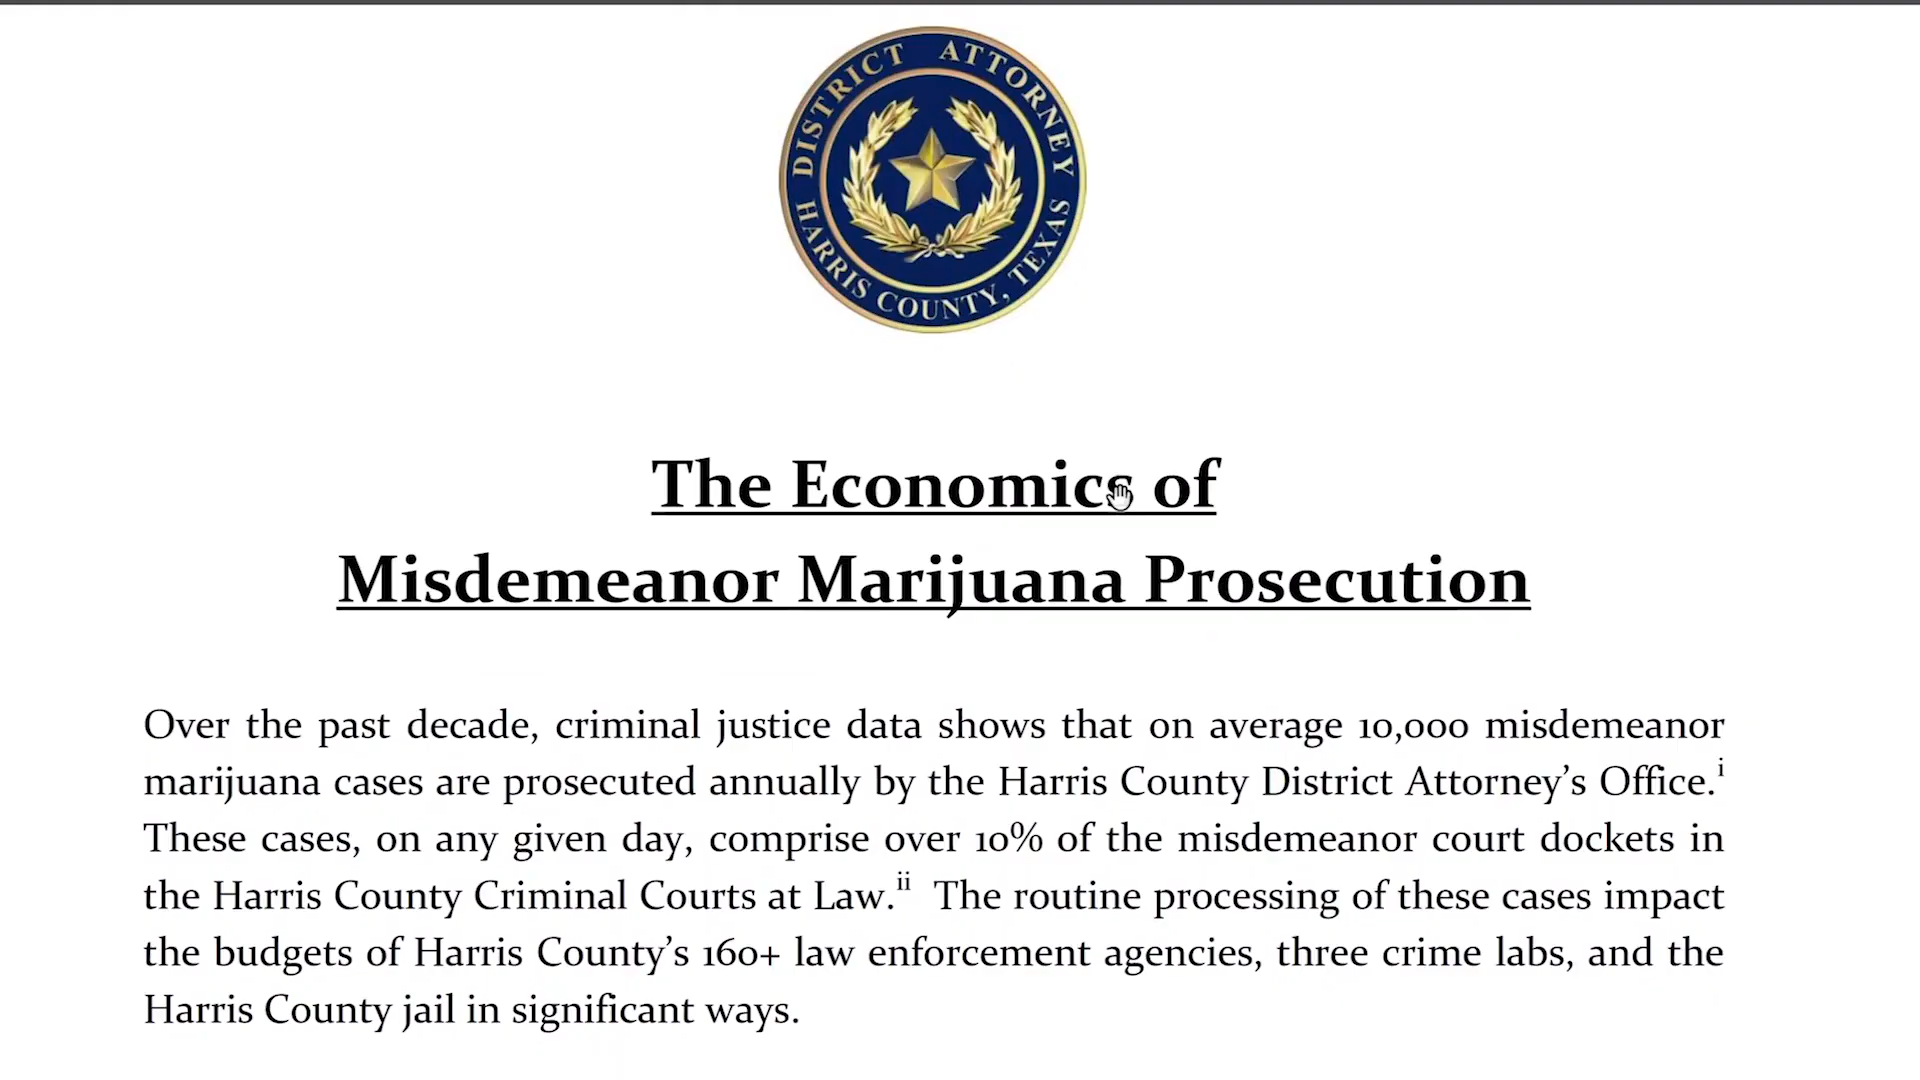 DISTRICT ATTORNEY
HARRIS COUNTY, TEXAS
The Economics of
Misdemeanor Marijuana Prosecution
Over the past decade, criminal justice data shows that on average 10,000 misdemeanor
marijuana cases are prosecuted annually by the Harris County District Attorney’s Office.i
These cases, on any given day, comprise over 10% of the misdemeanor court dockets in
the Harris County Criminal Courts at Law.ii The routine processing of these cases impact
the budgets of Harris County’s 160+ law enforcement agencies, three crime labs, and the
Harris County jail in significant ways.